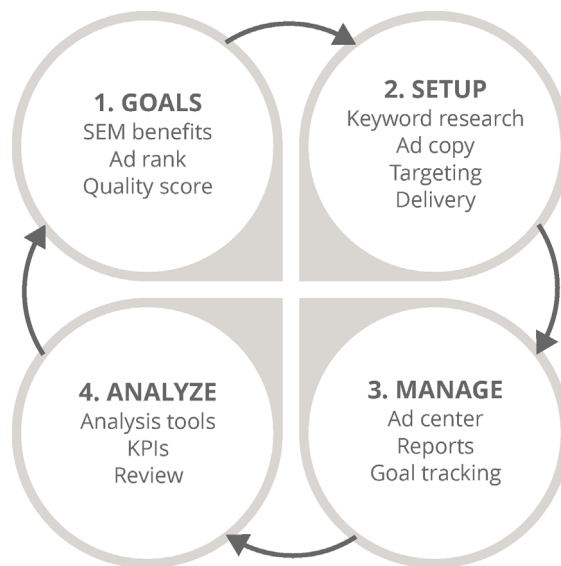 1. GOALS
SEM benefits
Ad rank
Quality score
2. SETUP
Keyword research
Ad copy
Targeting
Delivery
3. MANAGE
Ad center
Reports
Goal tracking
4. ANALYZE
Analysis tools
KPIs
Review